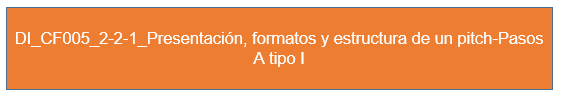 DI_CF005_2-2-1_Presentación, formatos y estructura de un pitch-Pasos
A tipo I